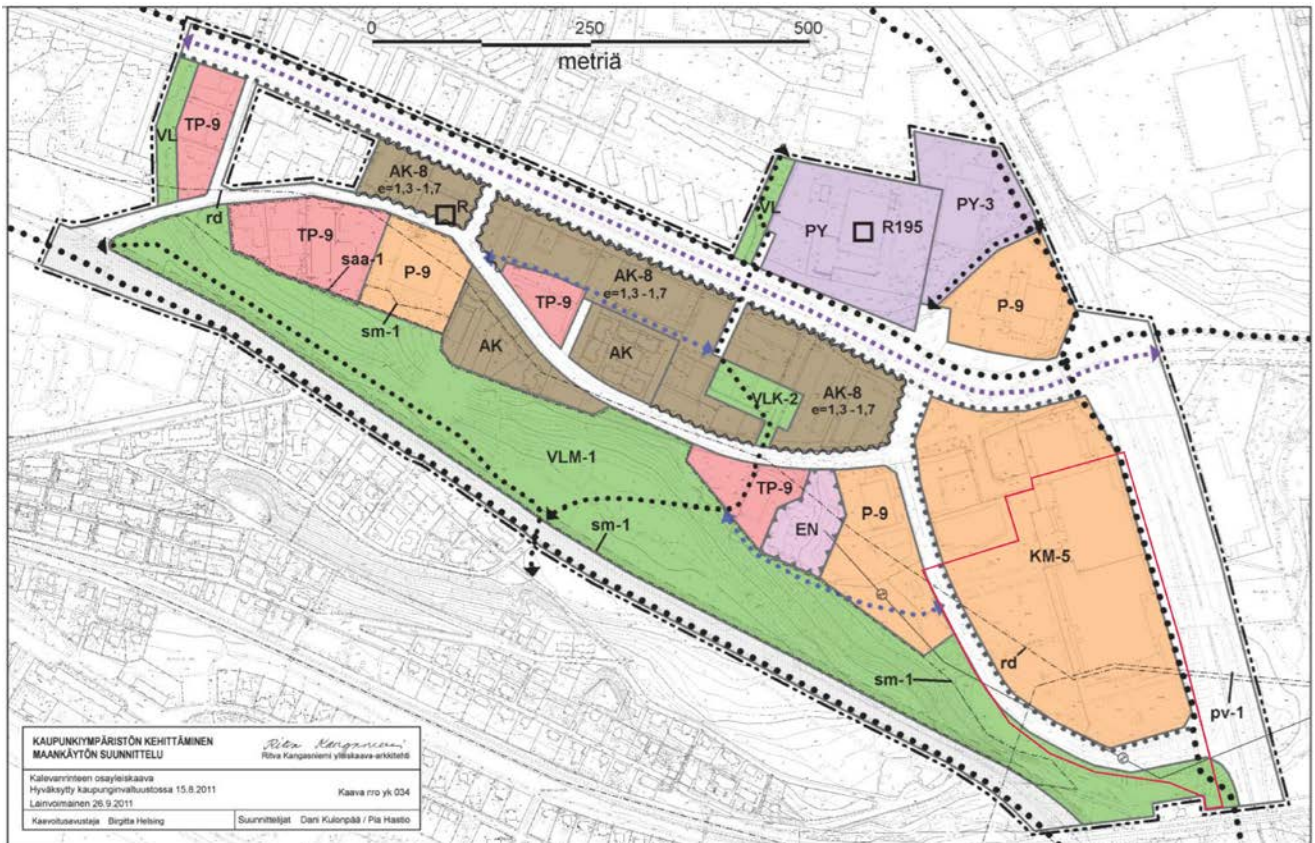 0 250 500
metriä
VL
TP-9
rd
AK-8
e=1,3 -1,7
R
TP-9
saa-1
P-9
sm-1
AK
AK-8
e=1,3 -1,7
TP-9
AK
VL
PY
R195
PY-3
P-9
VLK-2
AK-8
e=1,3 -1,7
VLM-1
TP-9
EN
P-9
KM-5
sm-1
sm-1
rd
pv-1
KAUPUNKIYMPÄRISTÖN KEHITTÄMINEN
MAANKÄYTÖN SUUNNITTELU
Ritva Kangasniemi
Ritva Kangasniemi yleiskaava-arkkitehti
Kalevanrinteen osayleiskaava
Hyväksytty kaupunginvaltuustossa 15.8.2011
Kaava nro yk 034
Lainvoimainen 26.9.2011
Kaavoitusavustaja Birgitta Helsing
Suunnittelijat Dani Kulonpää / Pia Hastio